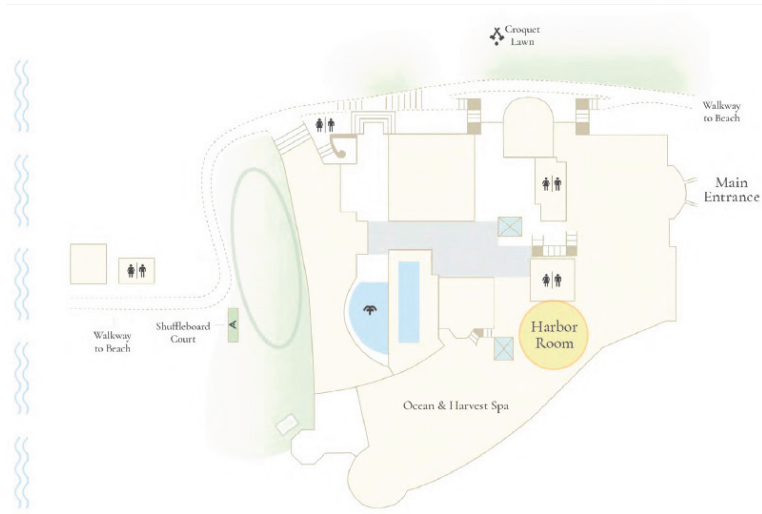 Croquet
Lawn
Walkway
to Beach
Main
Entrance
Harbor
Room
Shuffleboard
Court
Walkway
to Beach
Ocean & Harvest Spa